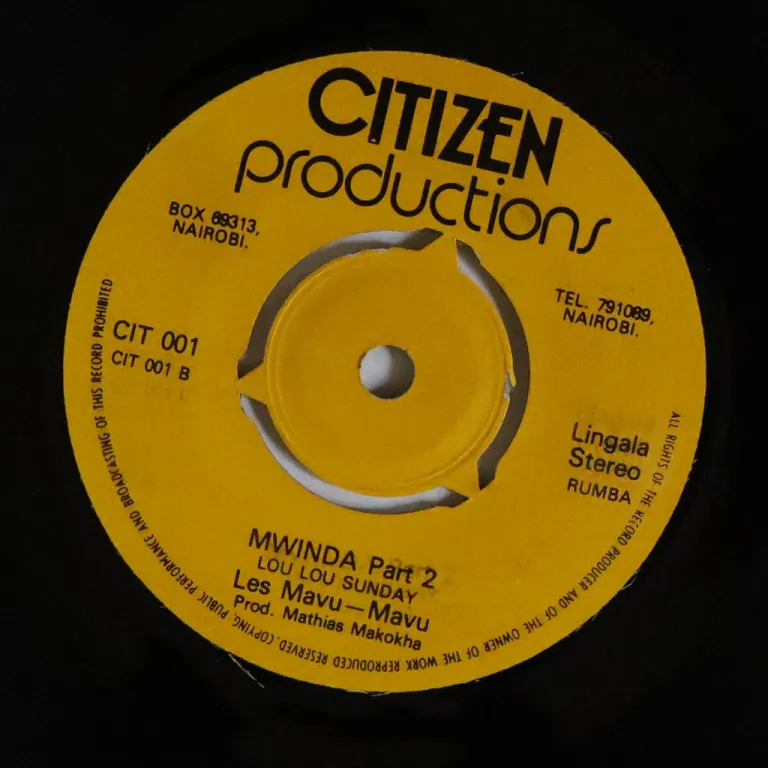 CITIZEN
productions
BOX 69313,
NAIROBI.
TEL. 791089,
NAIROBI.
CIT 001
CIT 001 B
Lingala
Stereo
RUMBA
MWINDA Part 2
LOU LOU SUNDAY
Les Mavu—Mavu
Prod. Mathias Makokha
ALL RIGHTS OF THE RECORD PRODUCER AND OF THE OWNER OF THE WORK REPRODUCED RESERVED. COPYING, PUBLIC PERFORMANCE AND BROADCASTING OF THIS RECORD PROHIBITED